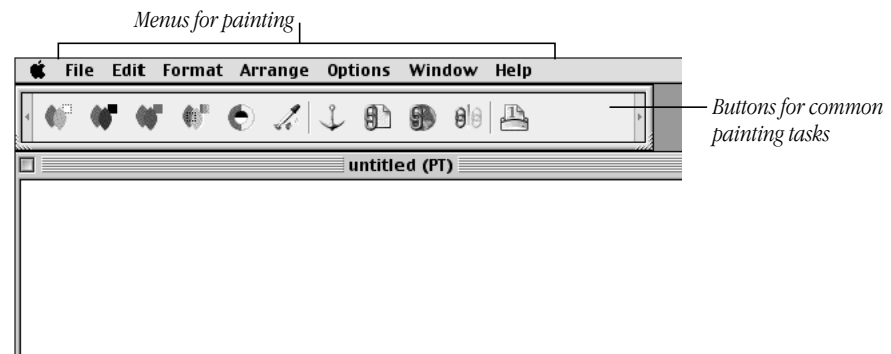 Menus for painting
File Edit Format Arrange Options Window Help
Buttons for common
painting tasks
untitled (PT)